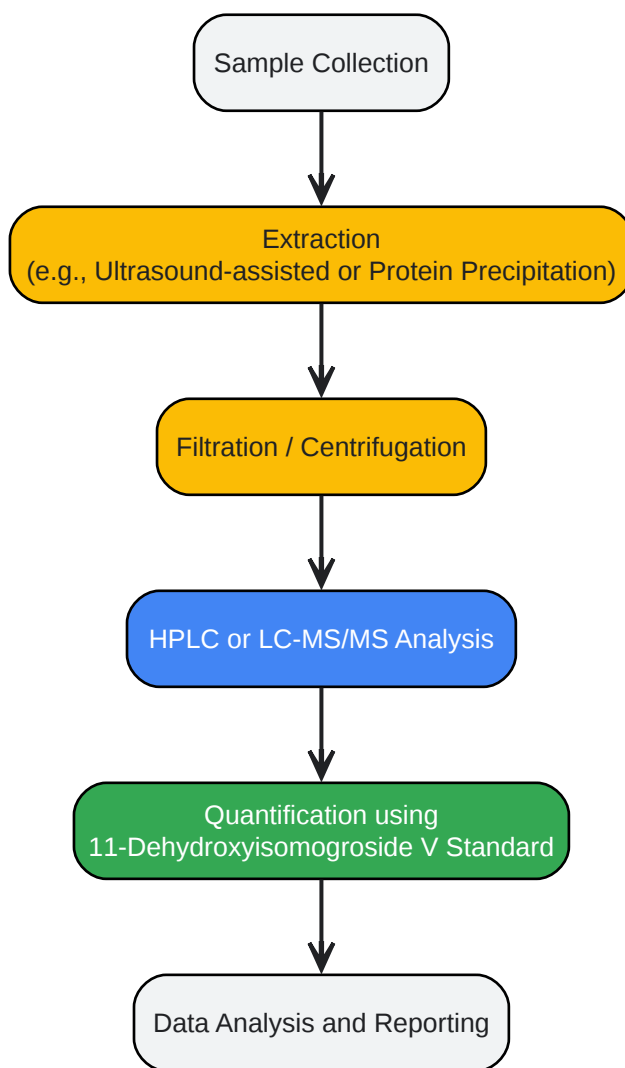 Sample Collection
Extraction
(e.g., Ultrasound-assisted or Protein Precipitation)
Filtration / Centrifugation
HPLC or LC-MS/MS Analysis
Quantification using
11-Dehydroxyisomogroside V Standard
Data Analysis and Reporting